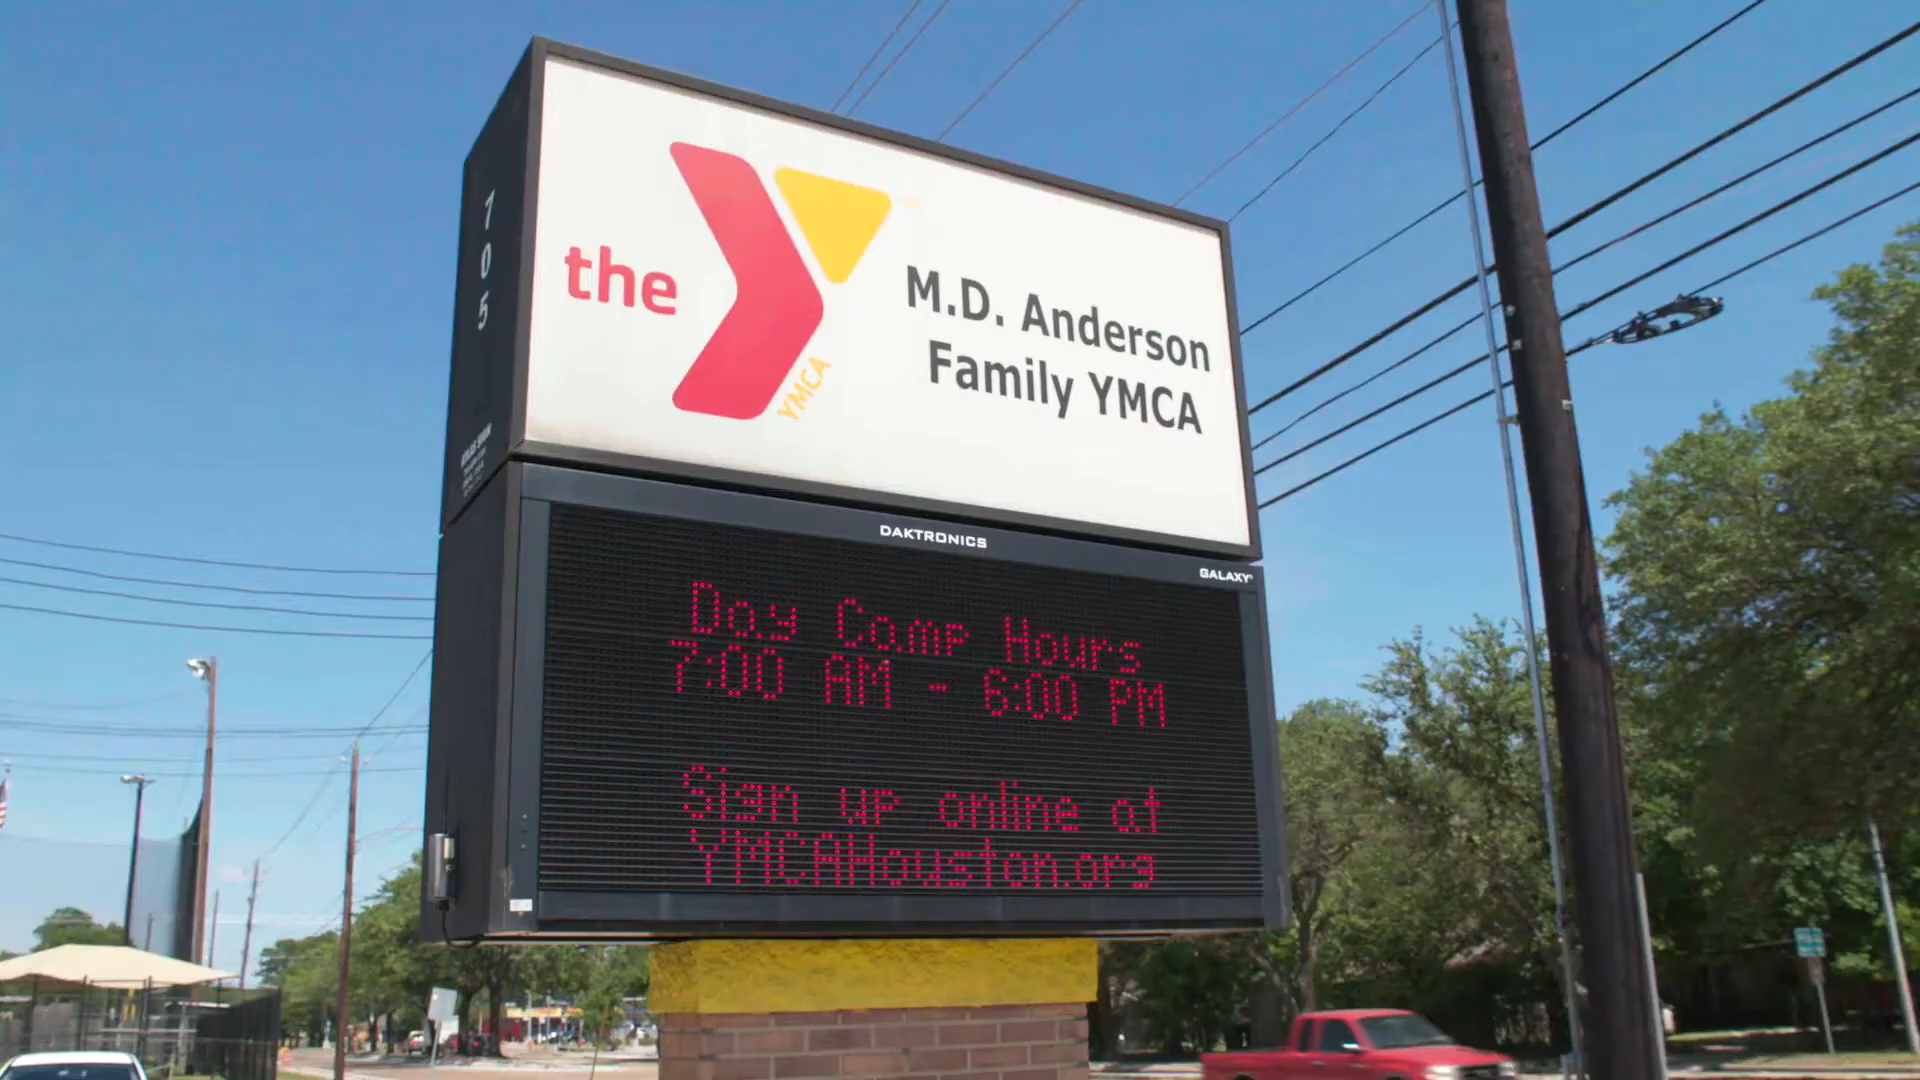 705
the
YMCA
M.D. Anderson
Family YMCA
DAKTRONICS
GALAXY
Day Camp Hours
7:00 AM - 6:00 PM
Sign up online at
YMCAHouston.org